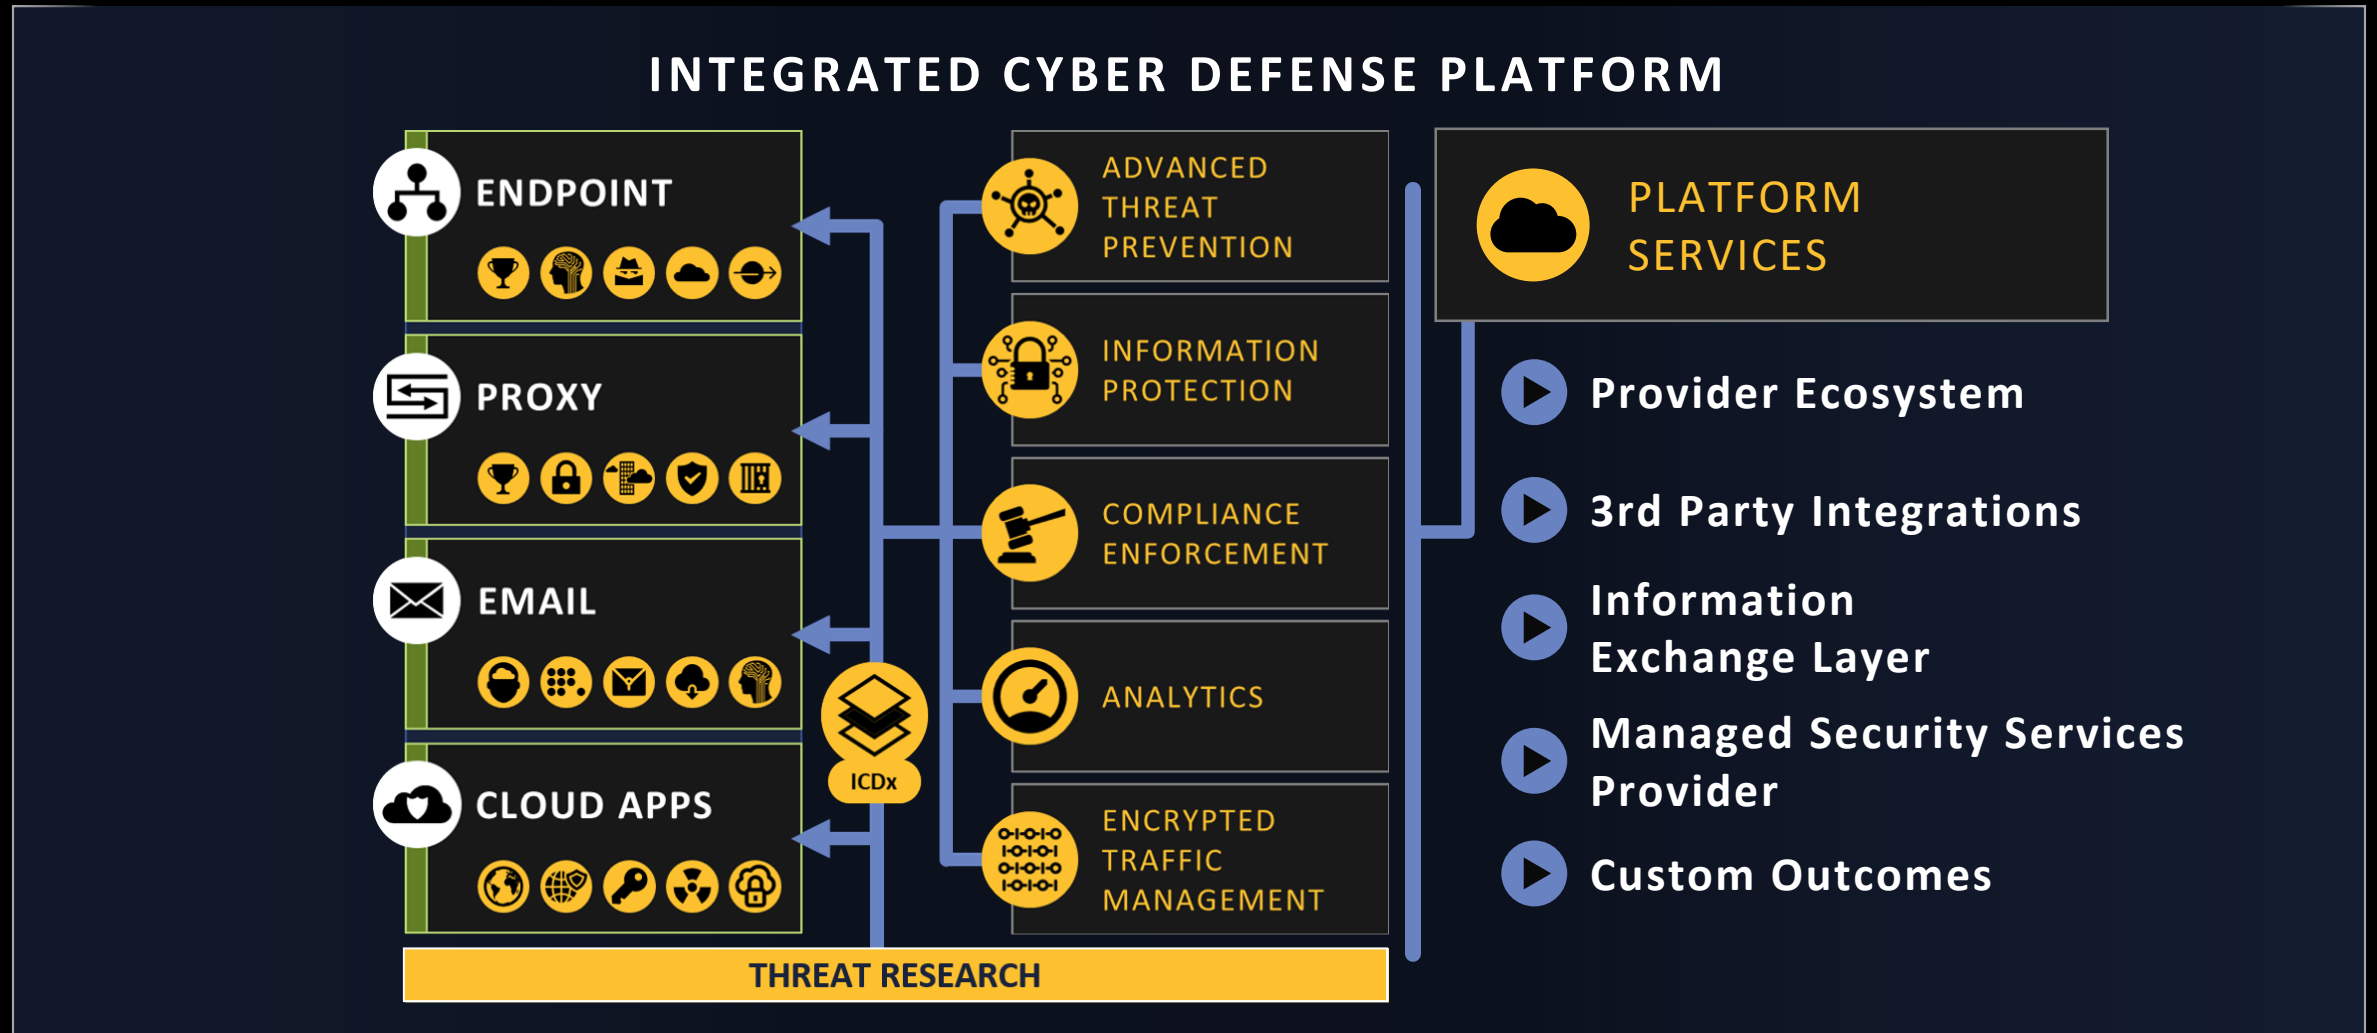 INTEGRATED CYBER DEFENSE PLATFORM
ENDPOINT
PROXY
EMAIL
CLOUD APPS
ICDx
ADVANCED
THREAT
PREVENTION
INFORMATION
PROTECTION
COMPLIANCE
ENFORCEMENT
ANALYTICS
ENCRYPTED
TRAFFIC
MANAGEMENT
THREAT RESEARCH
PLATFORM
SERVICES
Provider Ecosystem
3rd Party Integrations
Information
Exchange Layer
Managed Security Services
Provider
Custom Outcomes